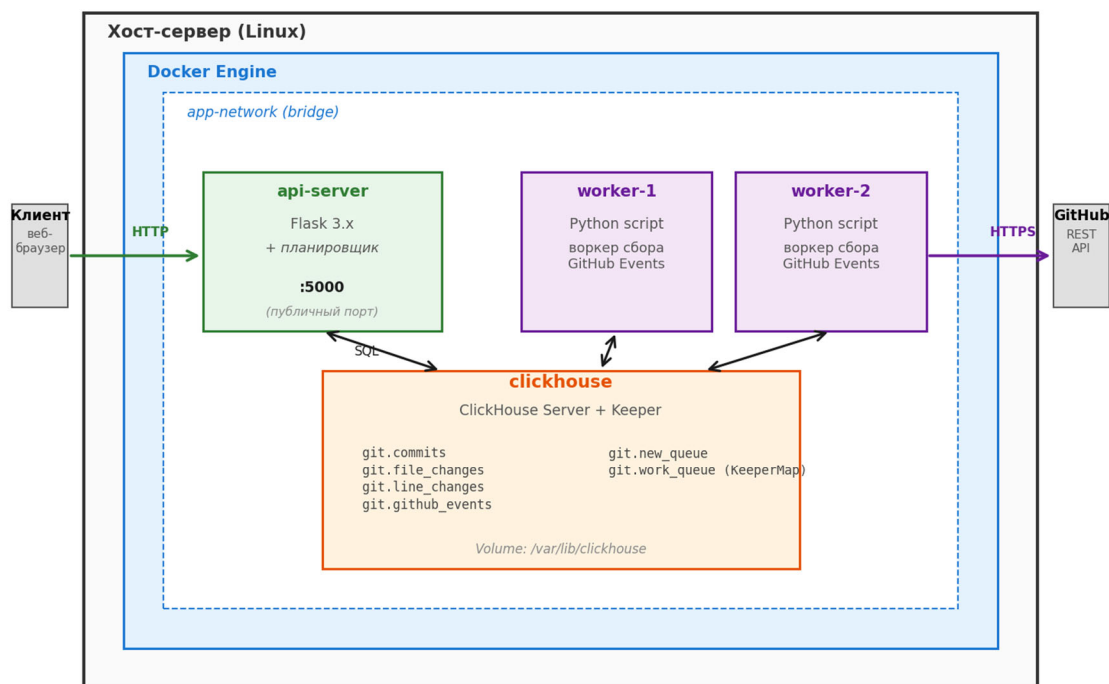 Хост-сервер (Linux)
Docker Engine
app-network (bridge)
Клиент
веб-
браузер
HTTP
api-server
Flask 3.x
+ планировщик
:5000
(публичный порт)
worker-1
Python script
воркер сбора
GitHub Events
worker-2
Python script
воркер сбора
GitHub Events
HTTPS
GitHub
REST
API
SQL
clickhouse
ClickHouse Server + Keeper
git.commits
git.file_changes
git.line_changes
git.github_events
git.new_queue
git.work_queue (KeeperMap)
Volume: /var/lib/clickhouse